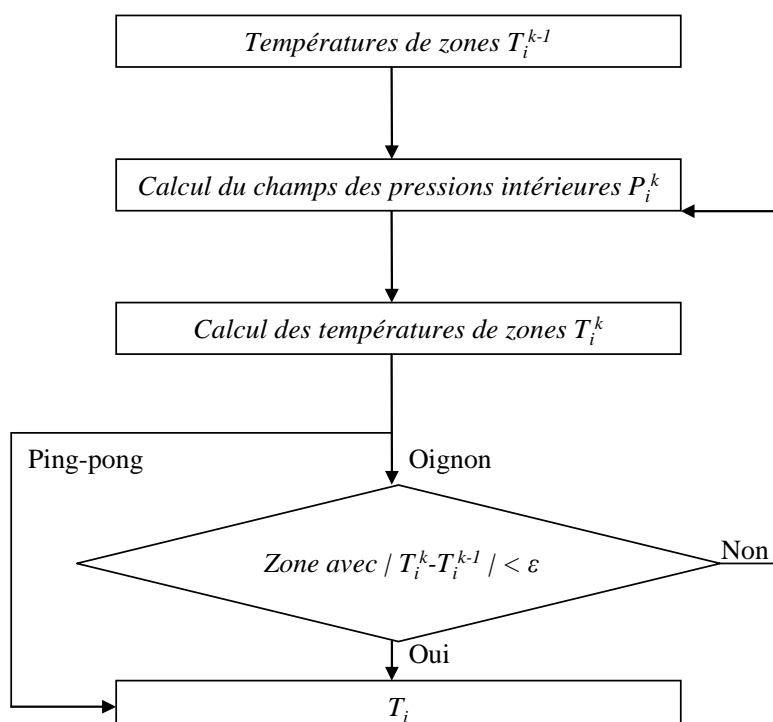 Températures de zones T_i^{k-1}
Calcul du champs des pressions intérieures P_i^k
Calcul des températures de zones T_i^k
Ping-pong
Oignon
Zone avec | T_i^k-T_i^{k-1} | < ε
Non
Oui
T_i